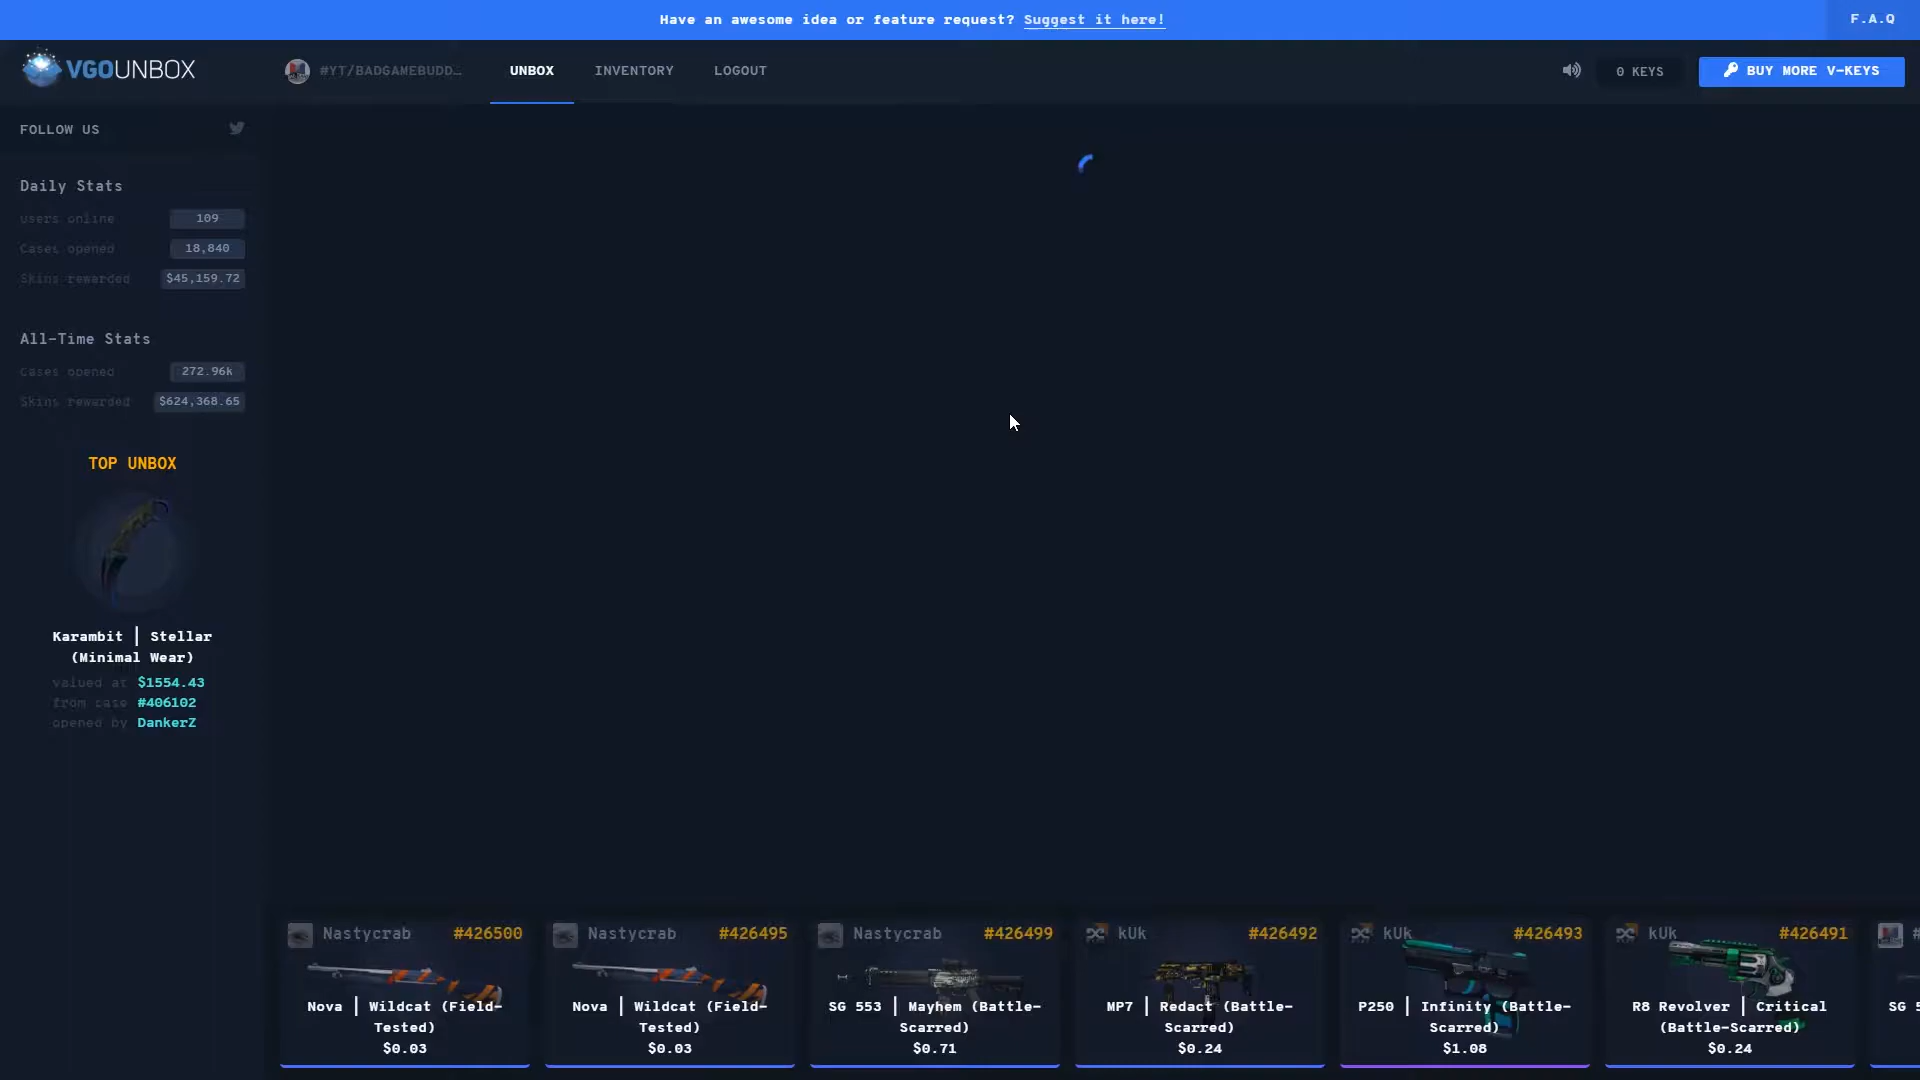 Have an awesome idea or feature request? Suggest it here!
F.A.Q
VGOUNBOX
#YT/BADGAMEBUDD…
UNBOX
INVENTORY
LOGOUT
0 KEYS
BUY MORE V-KEYS
FOLLOW US
Daily Stats
Users online 109
Cases opened 18,840
Skins rewarded $45,159.72
All-Time Stats
Cases opened 272.96k
Skins rewarded $624,368.65
TOP UNBOX
Karambit | Stellar
(Minimal Wear)
valued at $1554.43
from case #406102
opened by DankerZ
Nastycrab #426500
Nova | Wildcat (Field-
Tested)
$0.03
Nastycrab #426495
Nova | Wildcat (Field-
Tested)
$0.03
Nastycrab #426499
SG 553 | Mayhem (Battle-
Scarred)
$0.71
kUk #426492
MP7 | Redact (Battle-
Scarred)
$0.24
kUk #426493
P250 | Infinity (Battle-
Scarred)
$1.08
kUk #426491
R8 Revolver | Critical
(Battle-Scarred)
$0.24
SG